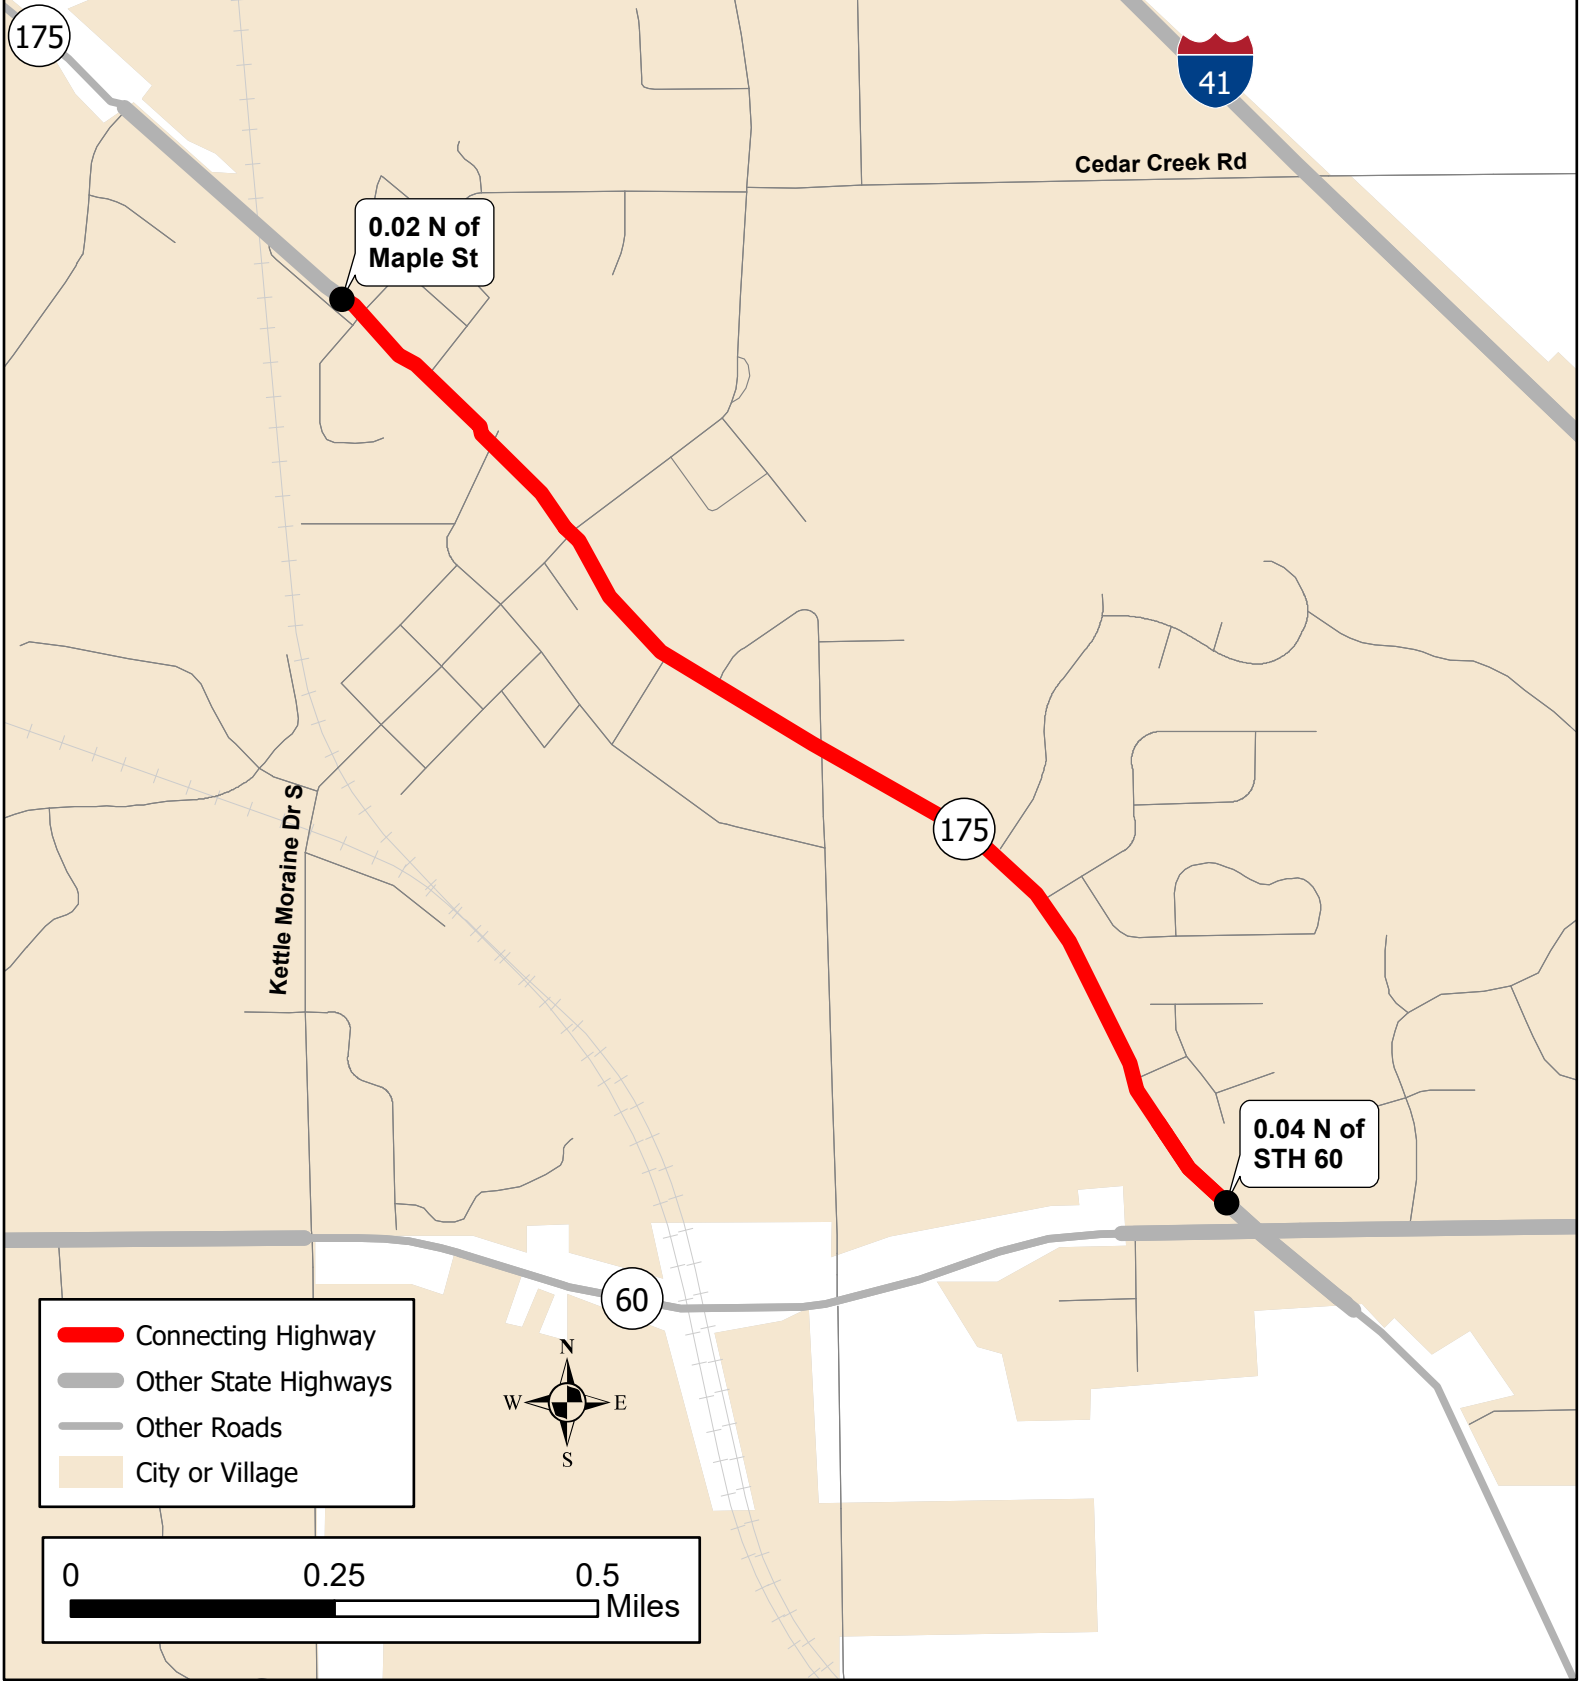 175
41
Cedar Creek Rd
0.02 N of
Maple St
175
Kettle Moraine Dr S
0.04 N of
STH 60
60
Connecting Highway
Other State Highways
Other Roads
City or Village
N
W E
S
0 0.25 0.5
Miles